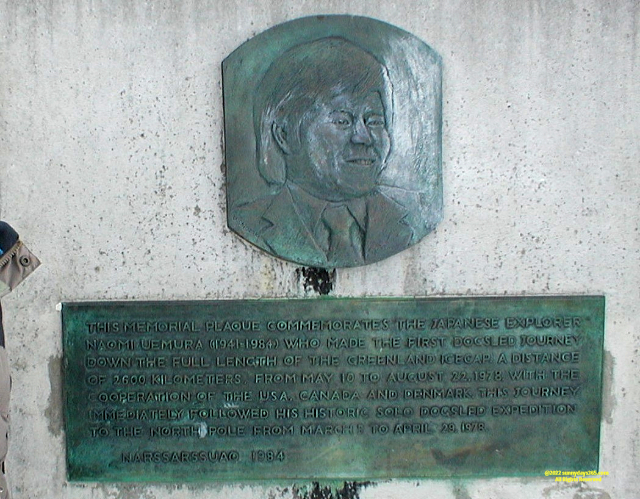 THIS MEMORIAL PLAQUE COMMEMORATES THE JAPANESE EXPLORER
NAOMI UEMURA (1941-1984) WHO MADE THE FIRST DOGSLED JOURNEY
DOWN THE FULL LENGTH OF THE GREENLAND ICECAP A DISTANCE
OF 2600 KILOMETERS, FROM MAY 10 TO AUGUST 22, 1978, WITH THE
COOPERATION OF THE USA, CANADA AND DENMARK. THIS JOURNEY
IMMEDIATELY FOLLOWED HIS HISTORIC SOLO DOGSLED EXPEDITION
TO THE NORTH POLE FROM MARCH TO APRIL 29, 1978.
NARSSARSSUAQ 1984